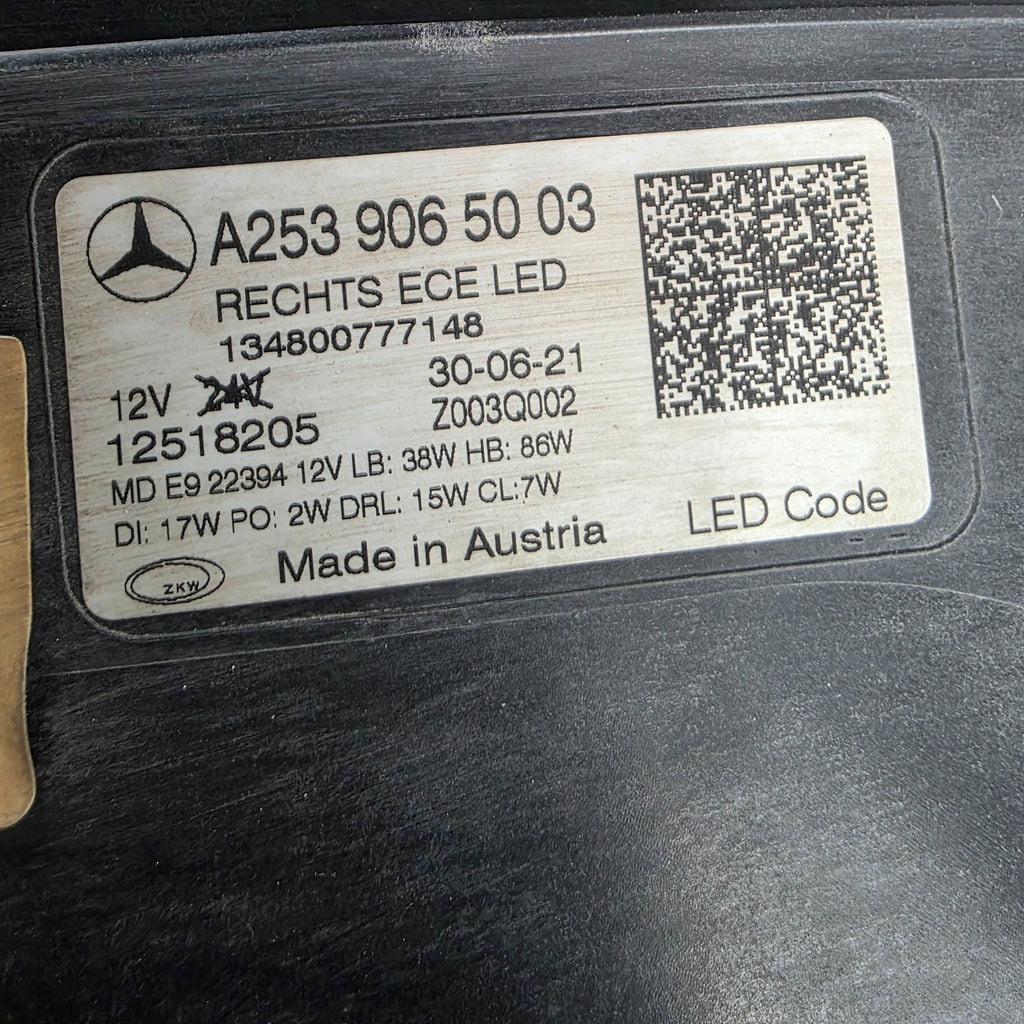 A253 906 50 03
RECHTS ECE LED
134800777148
30-06-21
12V 24V
Z003Q002
12518205
MD E9 22394 12V LB: 38W HB: 86W
DI: 17W PO: 2W DRL: 15W CL:7W
LED Code
Made in Austria
ZKW